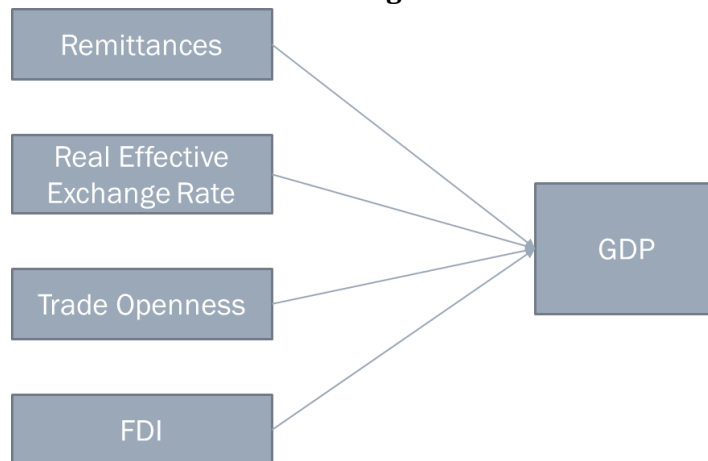 Remittances
Real Effective
Exchange Rate
GDP
Trade Openness
FDI